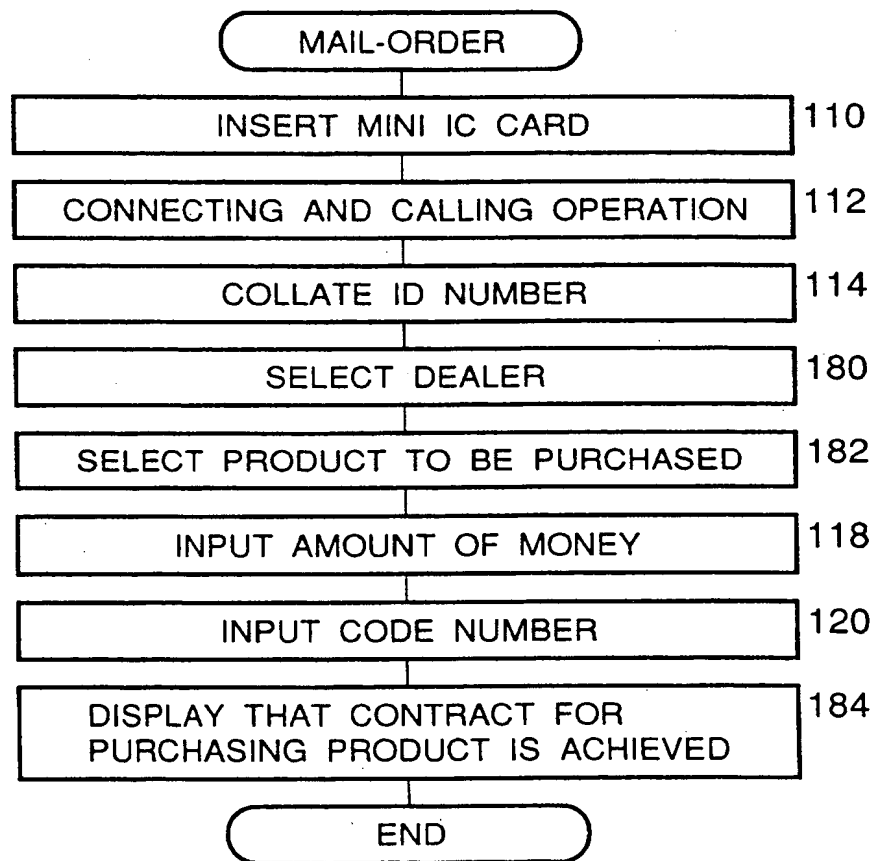 MAIL-ORDER
INSERT MINI IC CARD 110
CONNECTING AND CALLING OPERATION 112
COLLATE ID NUMBER 114
SELECT DEALER 180
SELECT PRODUCT TO BE PURCHASED 182
INPUT AMOUNT OF MONEY 118
INPUT CODE NUMBER 120
DISPLAY THAT CONTRACT FOR 184
PURCHASING PRODUCT IS ACHIEVED
END